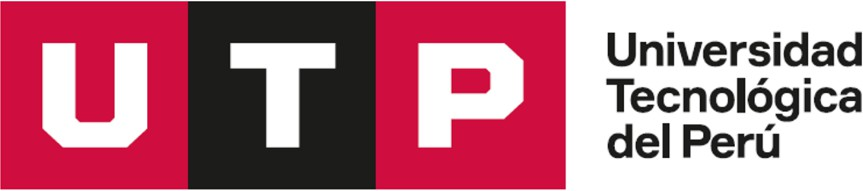 UTP
Universidad
Tecnológica
del Perú